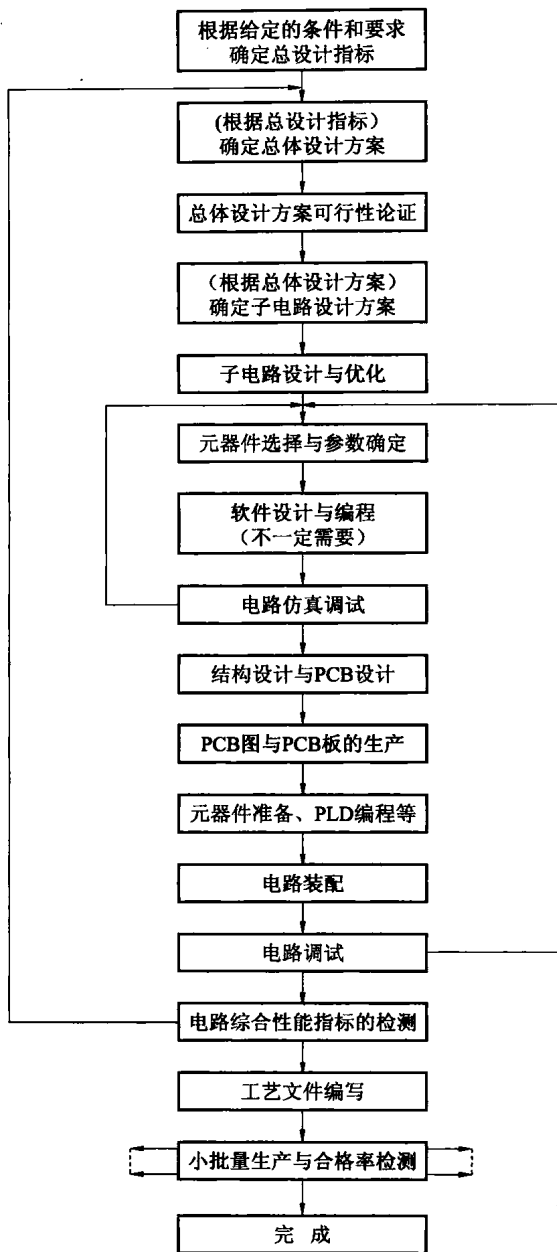 根据给定的条件和要求
确定总设计指标
(根据总设计指标）
确定总体设计方案
总体设计方案可行性论证
（根据总体设计方案）
确定子电路设计方案
子电路设计与优化
元器件选择与参数确定
软件设计与编程
（不一定需要）
电路仿真调试
结构设计与PCB设计
PCB图与PCB板的生产
元器件准备、PLD编程等
电路装配
电路调试
电路综合性能指标的检测
工艺文件编写
小批量生产与合格率检测
完 成